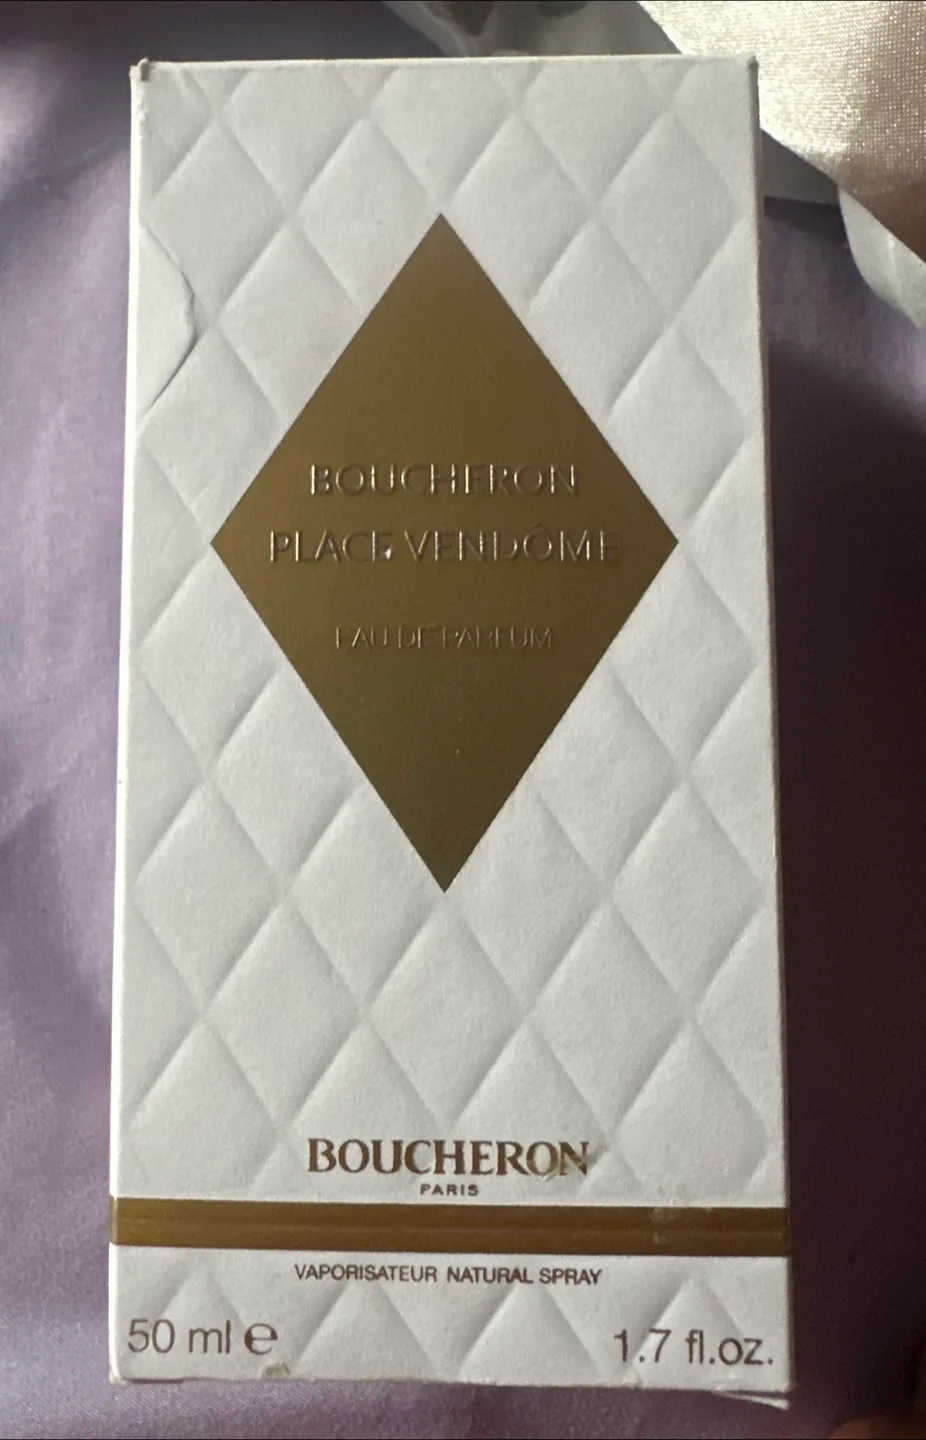 BOUCHERON
PLACE VENDÔME
EAU DE PARFUM
BOUCHERON
PARIS
VAPORISATEUR NATURAL SPRAY
50 ml ℮
1.7 fl.oz.